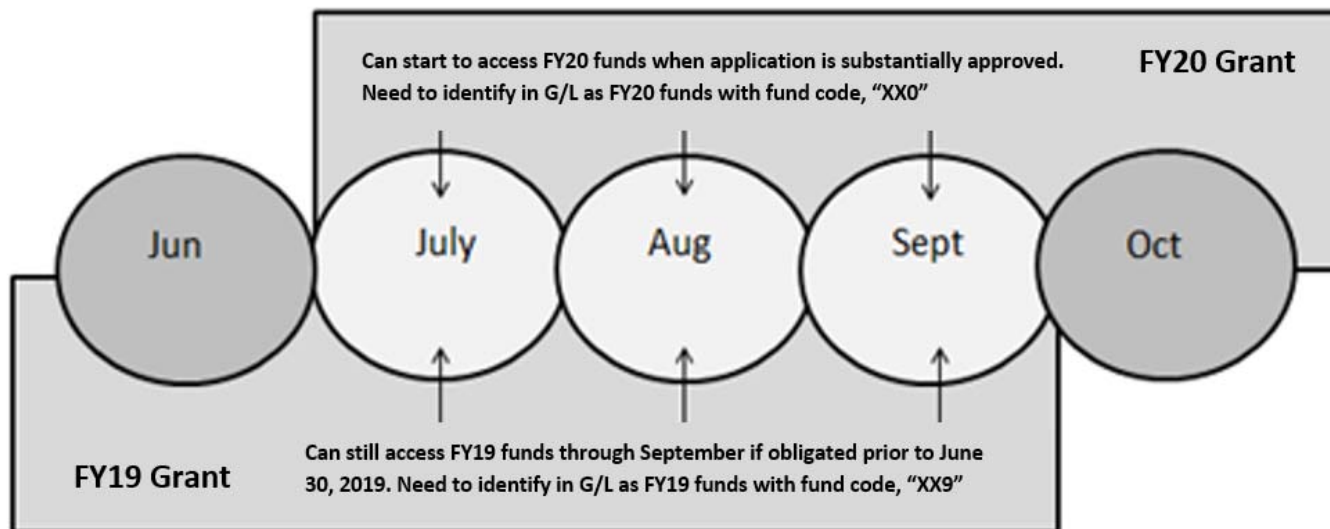 Can start to access FY20 funds when application is substantially approved.
Need to identify in G/L as FY20 funds with fund code, “XX0”
FY20 Grant
Jun
July
Aug
Sept
Oct
FY19 Grant
Can still access FY19 funds through September if obligated prior to June
30, 2019. Need to identify in G/L as FY19 funds with fund code, “XX9”